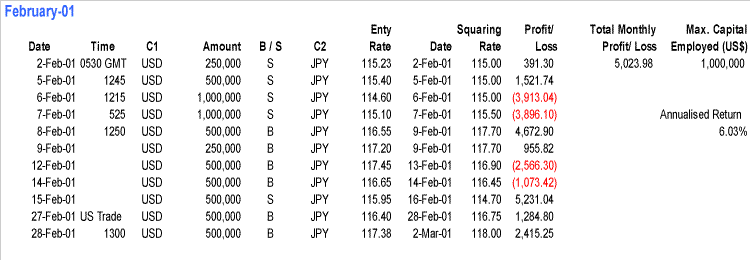 February-01
Enty Squaring Profit/ Total Monthly Max. Capital
Date Time C1 Amount B / S C2 Rate Date Rate Loss Profit/ Loss Employed (US$)
2-Feb-01 0530 GMT USD 250,000 S JPY 115.23 2-Feb-01 115.00 391.30 5,023.98 1,000,000
5-Feb-01 1245 USD 500,000 S JPY 115.40 5-Feb-01 115.00 1,521.74
6-Feb-01 1215 USD 1,000,000 S JPY 114.60 6-Feb-01 115.00 (3,913.04)
7-Feb-01 525 USD 1,000,000 S JPY 115.10 7-Feb-01 115.50 (3,896.10) Annualised Return
8-Feb-01 1250 USD 500,000 B JPY 116.55 9-Feb-01 117.70 4,672.90 6.03%
9-Feb-01 USD 250,000 B JPY 117.20 9-Feb-01 117.70 955.82
12-Feb-01 USD 500,000 B JPY 117.45 13-Feb-01 116.90 (2,566.30)
14-Feb-01 USD 500,000 B JPY 116.65 14-Feb-01 116.45 (1,073.42)
15-Feb-01 USD 500,000 S JPY 115.95 16-Feb-01 114.70 5,231.04
27-Feb-01 US Trade USD 500,000 B JPY 116.40 28-Feb-01 116.75 1,284.80
28-Feb-01 1300 USD 500,000 B JPY 117.38 2-Mar-01 118.00 2,415.25